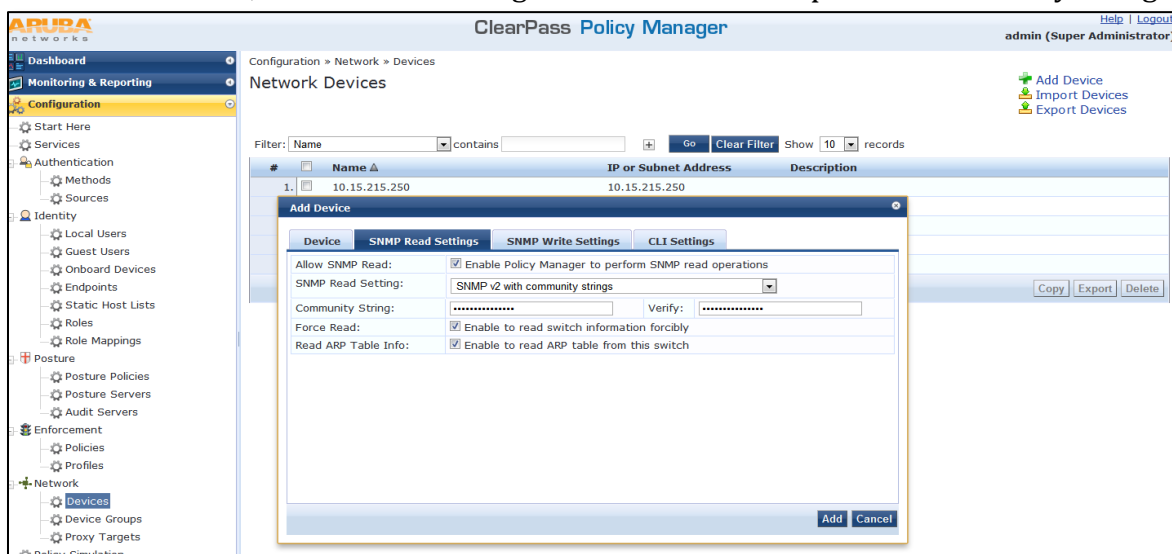 ARUBA
networks
ClearPass Policy Manager
Help | Logout
admin (Super Administrator)
Dashboard
Monitoring & Reporting
Configuration
Start Here
Services
Authentication
Methods
Sources
Identity
Local Users
Guest Users
Onboard Devices
Endpoints
Static Host Lists
Roles
Role Mappings
Posture
Posture Policies
Posture Servers
Audit Servers
Enforcement
Policies
Profiles
Network
Devices
Device Groups
Proxy Targets
Policy Simulation
Configuration » Network » Devices
Network Devices
Add Device
Import Devices
Export Devices
Filter: Name contains + Go Clear Filter Show 10 records
# Name IP or Subnet Address Description
1. 10.15.215.250 10.15.215.250
Add Device
Device SNMP Read Settings SNMP Write Settings CLI Settings
Allow SNMP Read: Enable Policy Manager to perform SNMP read operations
SNMP Read Setting: SNMP v2 with community strings
Community String: Verify:
Force Read: Enable to read switch information forcibly
Read ARP Table Info: Enable to read ARP table from this switch
Add Cancel
Copy Export Delete